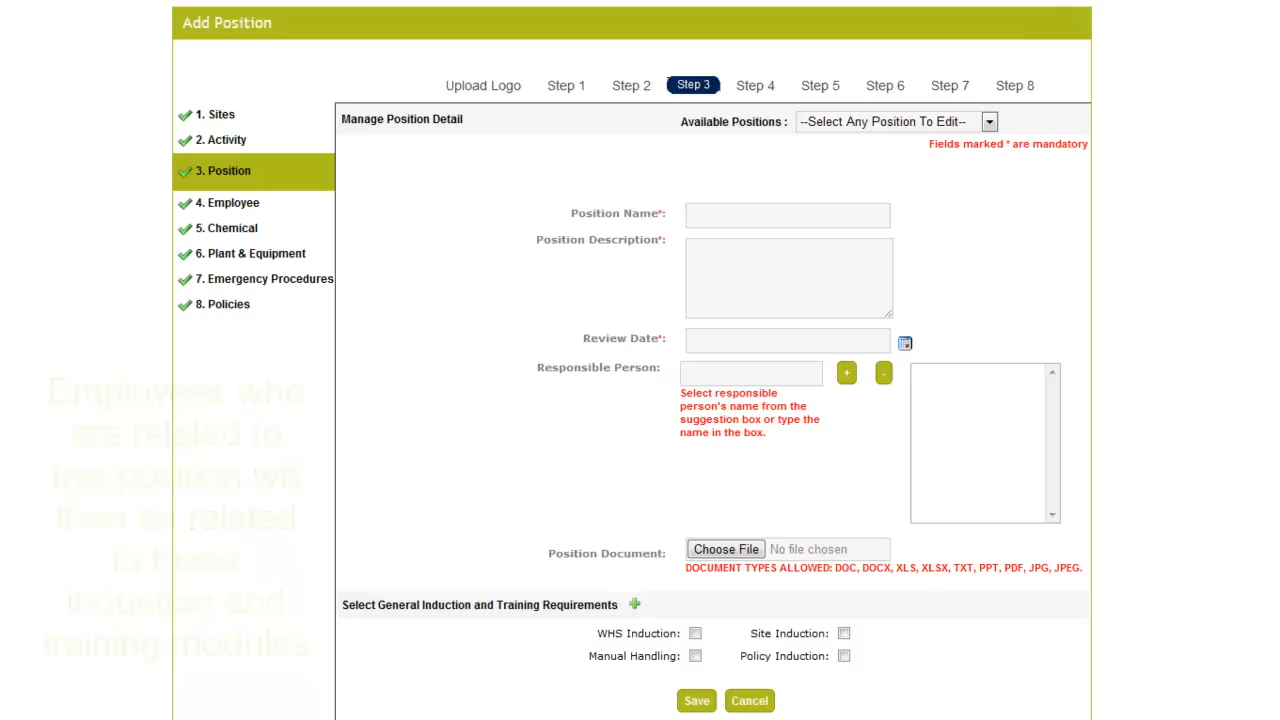 Add Position
Upload Logo Step 1 Step 2 Step 3 Step 4 Step 5 Step 6 Step 7 Step 8
1. Sites
2. Activity
3. Position
4. Employee
5. Chemical
6. Plant & Equipment
7. Emergency Procedures
8. Policies
Manage Position Detail
Available Positions : --Select Any Position To Edit--
Fields marked * are mandatory
Position Name*:
Position Description*:
Review Date*:
Responsible Person: + -
Select responsible
person's name from the
suggestion box or type the
name in the box.
Position Document: Choose File No file chosen
DOCUMENT TYPES ALLOWED: DOC, DOCX, XLS, XLSX, TXT, PPT, PDF, JPG, JPEG.
Select General Induction and Training Requirements
WHS Induction: Site Induction:
Manual Handling: Policy Induction:
Save Cancel
Employees who
are related to
this position will
then be related
to these
induction and
training modules